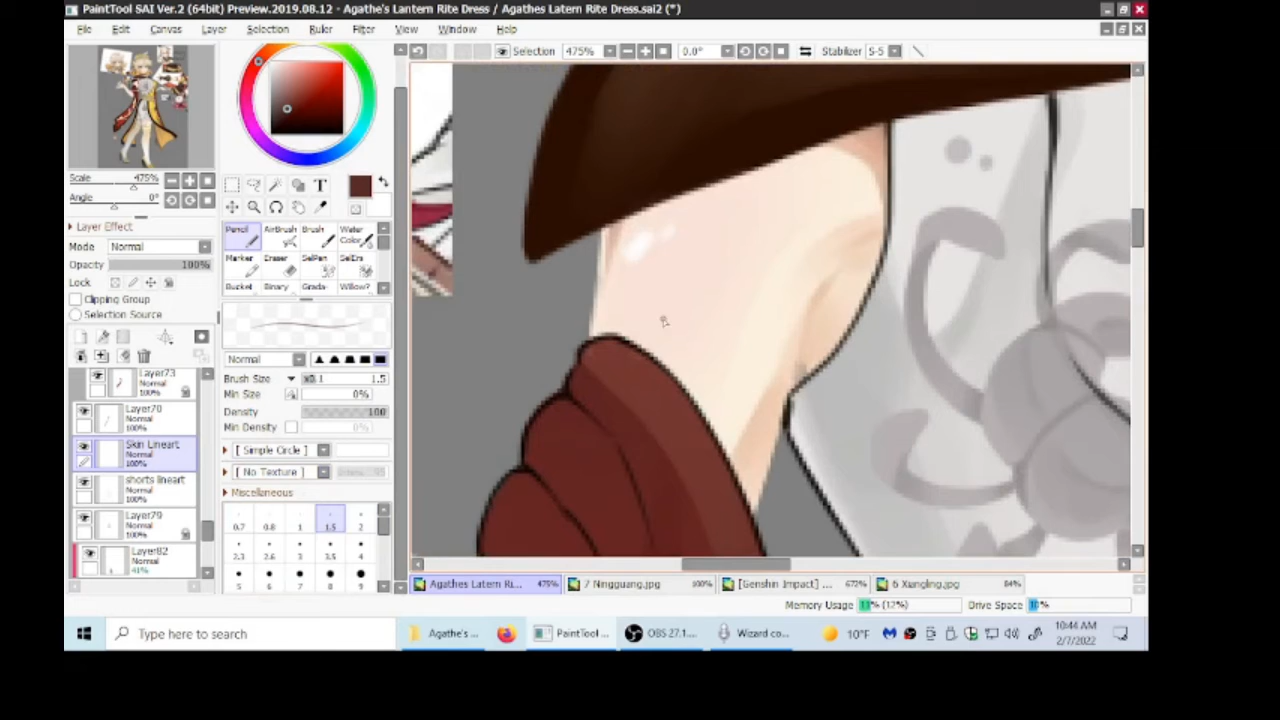 PaintTool SAI Ver.2 (64bit) Preview.2019.08.12 - Agathe's Lantern Rite Dress / Agathes Latern Rite Dress.sai2 (*)
File Edit Canvas Layer Selection Ruler Filter View Window Help
Selection 475% 0.0° Stabilizer S-5
Scale 475%
Angle 0°
Layer Effect
Mode Normal
Opacity 100%
Lock
Clipping Group
Selection Source
Layer73
Normal
100%
Layer70
Normal
100%
Skin Lineart
Normal
100%
shorts lineart
Normal
100%
Layer79
Normal
100%
Layer82
Normal
41%
T
Pencil AirBrush Brush Water Color
Marker Eraser SelPen SelErs
Bucket Binary Grada- Willow?
Normal
Brush Size x0.1 1.5
Min Size 0%
Density 100
Min Density
[ Simple Circle ]
[ No Texture ]
Miscellaneous
0.7 0.8 1 1.5 2
2.3 2.6 3 3.5 4
5 6 7 8 9
Agathes Latern Ri... 475% 7 Ningguang.jpg 100% [Genshin Impact] ... 672% 6 Xiangling.jpg 84%
Memory Usage 11% (12%) Drive Space 10%
Type here to search Agathe's ... PaintTool ... OBS 27.1.... Wizard co... 10°F 10:44 AM
2/7/2022